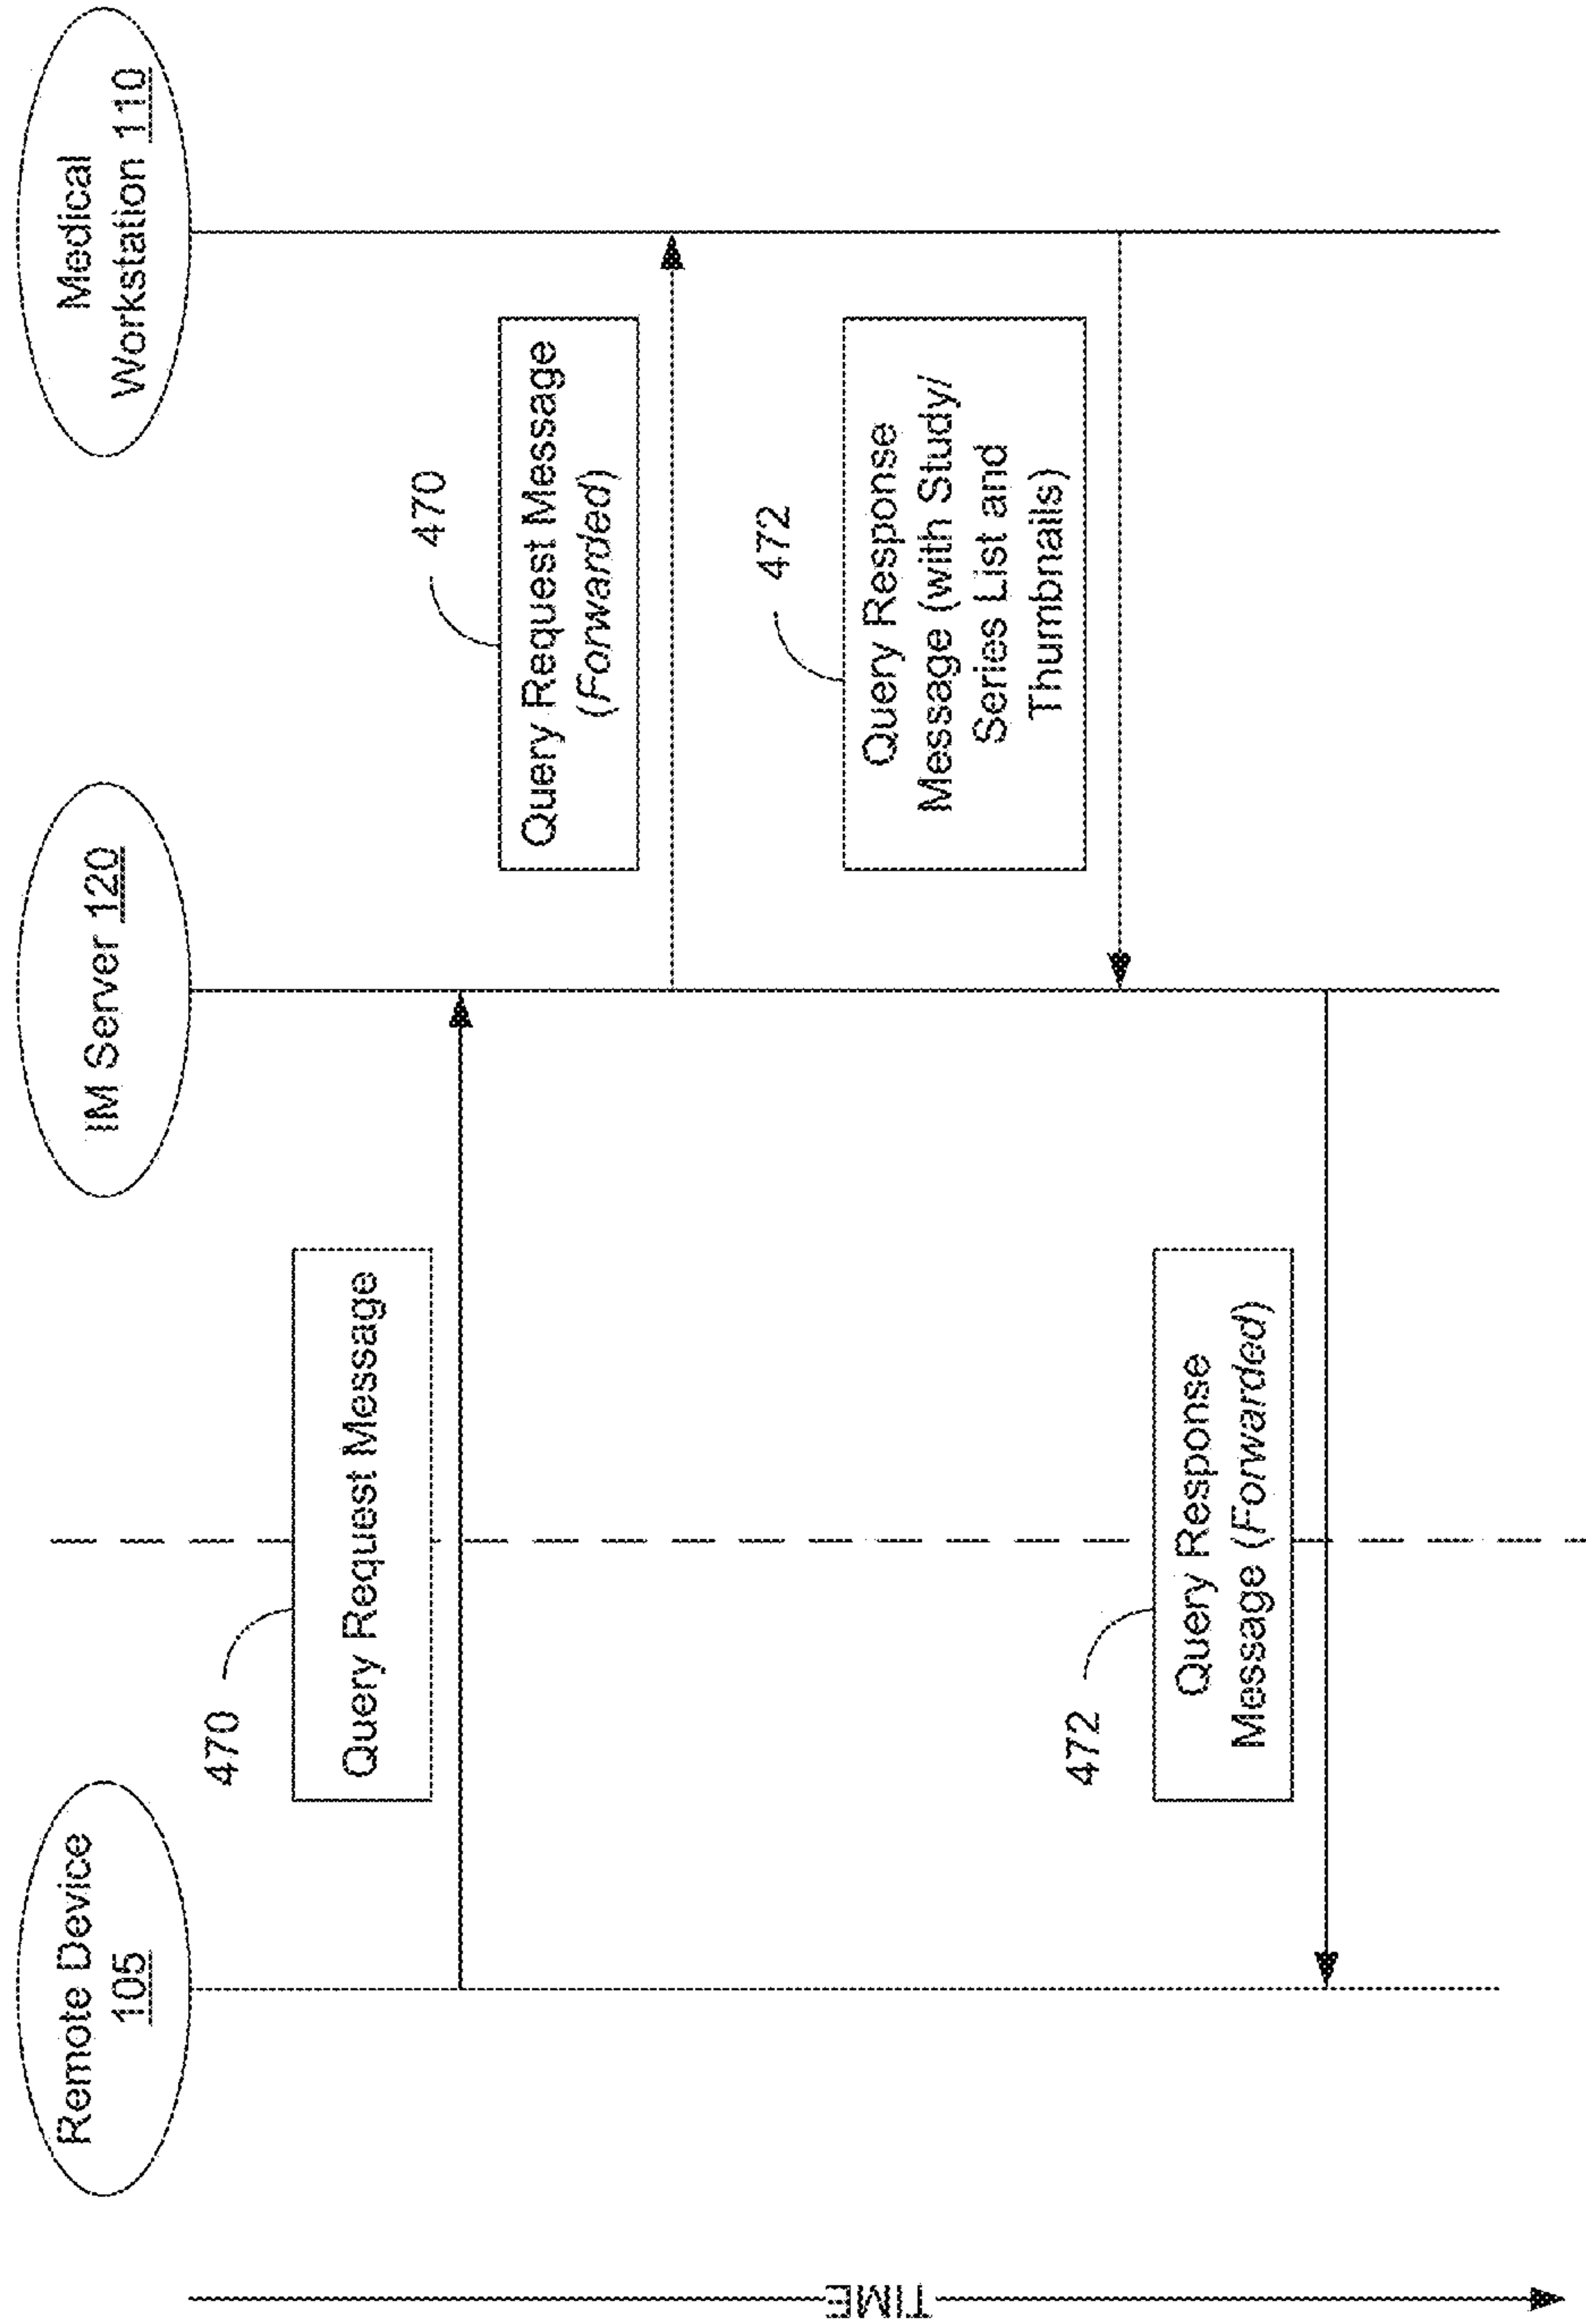 Remote Device
105
IM Server 120
Medical
Workstation 110
470
Query Request Message
470
Query Request Message
(Forwarded)
472
Query Response
Message (with Study/
Series List and
Thumbnails)
472
Query Response
Message (Forwarded)
TIME